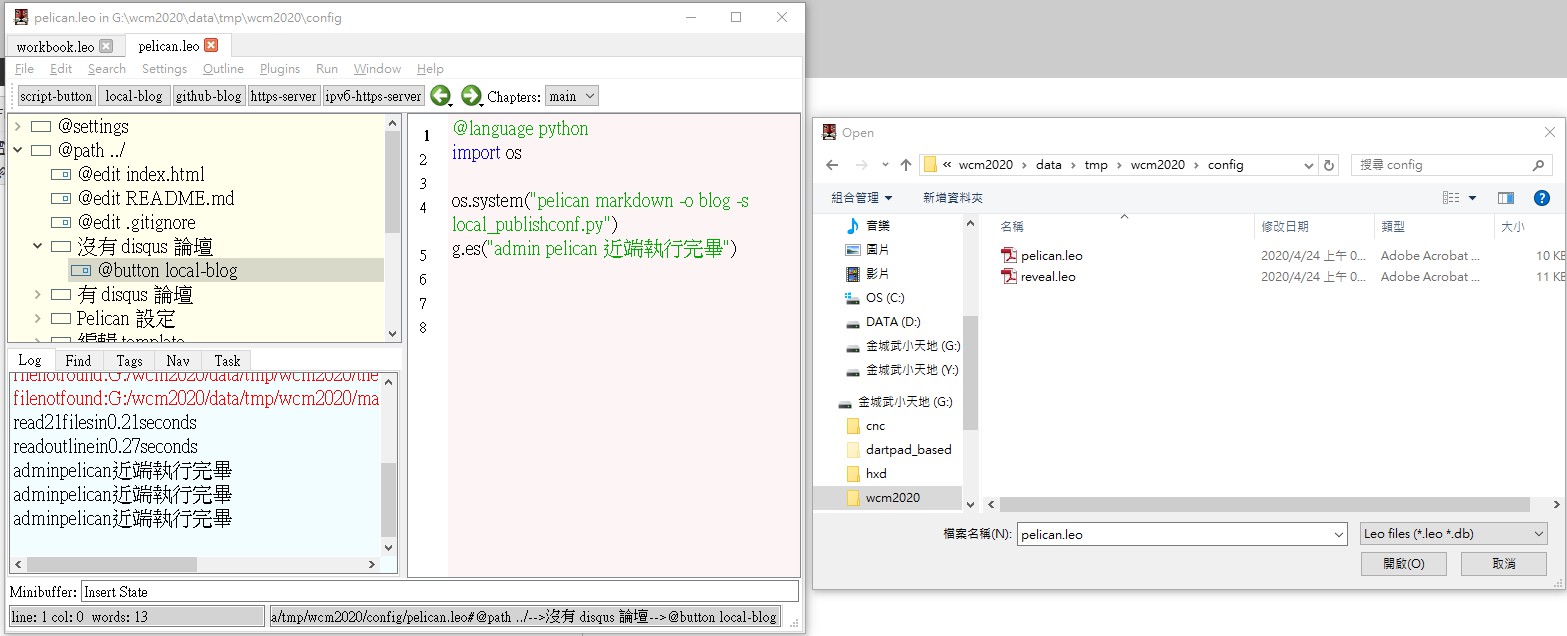 pelican.leo in G:\wcm2020\data\tmp\wcm2020\config
workbook.leo
pelican.leo
File Edit Search Settings Outline Plugins Run Window Help
script-button local-blog github-blog https-server ipv6-https-server Chapters: main
@settings
@path ../
@edit index.html
@edit README.md
@edit .gitignore
沒有 disqus 論壇
@button local-blog
有 disqus 論壇
Pelican 設定
編輯 template
1 @language python
2 import os
3
4 os.system("pelican markdown -o blog -s
local_publishconf.py")
5 g.es("admin pelican 近端執行完畢")
6
7
8
Log Find Tags Nav Task
filenotfound:G:/wcm2020/data/tmp/wcm2020/the
filenotfound:G:/wcm2020/data/tmp/wcm2020/ma
read21filesin0.21seconds
readoutlinein0.27seconds
adminpelican近端執行完畢
adminpelican近端執行完畢
adminpelican近端執行完畢
Minibuffer: Insert State
line: 1 col: 0 words: 13
a/tmp/wcm2020/config/pelican.leo#@path ../-->沒有 disqus 論壇-->@button local-blog
Open
« wcm2020 › data › tmp › wcm2020 › config
搜尋 config
組合管理
新增資料夾
音樂
圖片
影片
OS (C:)
DATA (D:)
金城武小天地 (G:)
金城武小天地 (Y:)
金城武小天地 (G:)
cnc
dartpad_based
hxd
wcm2020
名稱 修改日期 類型 大小
pelican.leo 2020/4/24 上午 0... Adobe Acrobat ... 10 KB
reveal.leo 2020/4/24 上午 0... Adobe Acrobat ... 11 KB
檔案名稱(N): pelican.leo
Leo files (*.leo *.db)
開啟(O)
取消